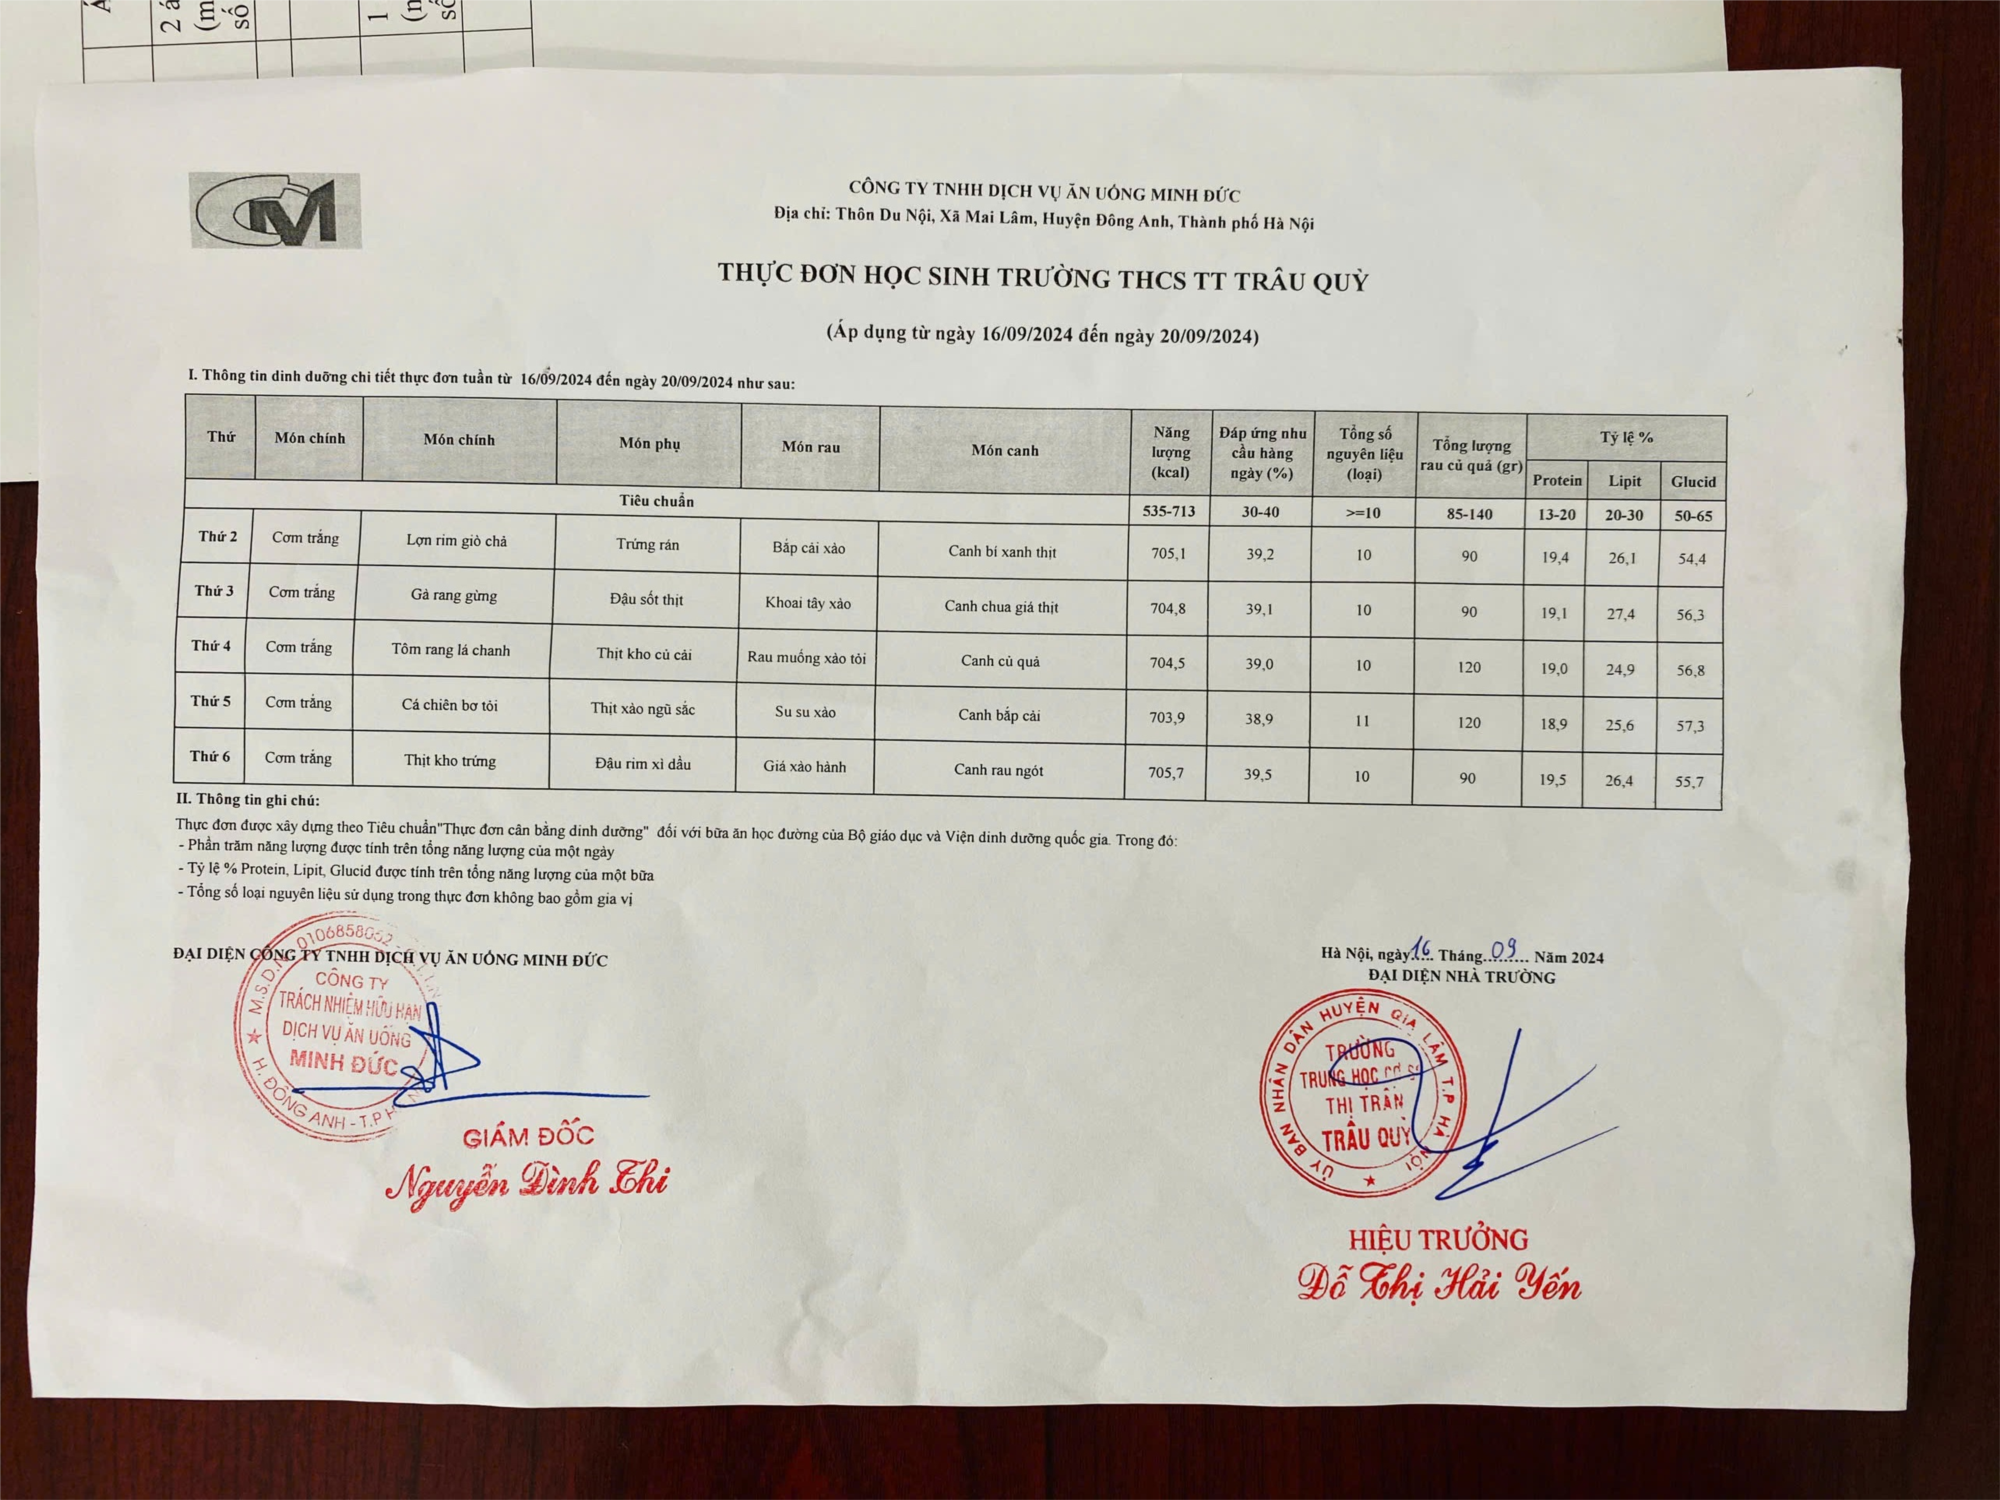 CÔNG TY TNHH DỊCH VỤ ĂN UỐNG MINH ĐỨC
Địa chỉ: Thôn Du Nội, Xã Mai Lâm, Huyện Đông Anh, Thành phố Hà Nội
THỰC ĐƠN HỌC SINH TRƯỜNG THCS TT TRÂU QUỲ
(Áp dụng từ ngày 16/09/2024 đến ngày 20/09/2024)
I. Thông tin dinh duưỡng chi tiết thực đơn tuần từ 16/09/2024 đến ngày 20/09/2024 như sau:
Thứ Món chính Món chính Món phụ Món rau Món canh Năng lượng (kcal) Đáp ứng nhu cầu hàng ngày (%) Tổng số nguyên liệu (loại) Tổng lượng rau củ quả (gr) Tỷ lệ %
Protein Lipit Glucid
Tiêu chuẩn 535-713 30-40 >=10 85-140 13-20 20-30 50-65
Thứ 2 Cơm trắng Lợn rim giò chả Trứng rán Bắp cải xào Canh bí xanh thịt 705,1 39,2 10 90 19,4 26,1 54,4
Thứ 3 Cơm trắng Gà rang gừng Đậu sốt thịt Khoai tây xào Canh chua giá thịt 704,8 39,1 10 90 19,1 27,4 56,3
Thứ 4 Cơm trắng Tôm rang lá chanh Thịt kho củ cải Rau muống xào tỏi Canh củ quả 704,5 39,0 10 120 19,0 24,9 56,8
Thứ 5 Cơm trắng Cá chiên bơ tỏi Thịt xào ngũ sắc Su su xào Canh bắp cải 703,9 38,9 11 120 18,9 25,6 57,3
Thứ 6 Cơm trắng Thịt kho trứng Đậu rim xì dầu Giá xào hành Canh rau ngót 705,7 39,5 10 90 19,5 26,4 55,7
II. Thông tin ghi chú:
Thực đơn được xây dựng theo Tiêu chuẩn"Thực đơn cân bằng dinh dưỡng" đối với bữa ăn học đường của Bộ giáo dục và Viện dinh dưỡng quốc gia. Trong đó:
- Phần trăm năng lượng được tính trên tổng năng lượng của một ngày
- Tỷ lệ % Protein, Lipit, Glucid được tính trên tổng năng lượng của một bữa
- Tổng số loại nguyên liệu sử dụng trong thực đơn không bao gồm gia vị
ĐẠI DIỆN CÔNG TY TNHH DỊCH VỤ ĂN UỐNG MINH ĐỨC
CÔNG TY
TRÁCH NHIỆM HỮU HẠN
DỊCH VỤ ĂN UỐNG
MINH ĐỨC
H. ĐÔNG ANH - T.P
GIÁM ĐỐC
Nguyễn Đình Thi
Hà Nội, ngày 16 Tháng 09 Năm 2024
ĐẠI DIỆN NHÀ TRƯỜNG
ỦY BAN NHÂN DÂN HUYỆN GIA LÂM T.P HÀ NỘI
TRƯỜNG
TRUNG HỌC
THỊ TRẤN
TRÂU QUỲ
HIỆU TRƯỞNG
Đỗ Thị Hải Yến